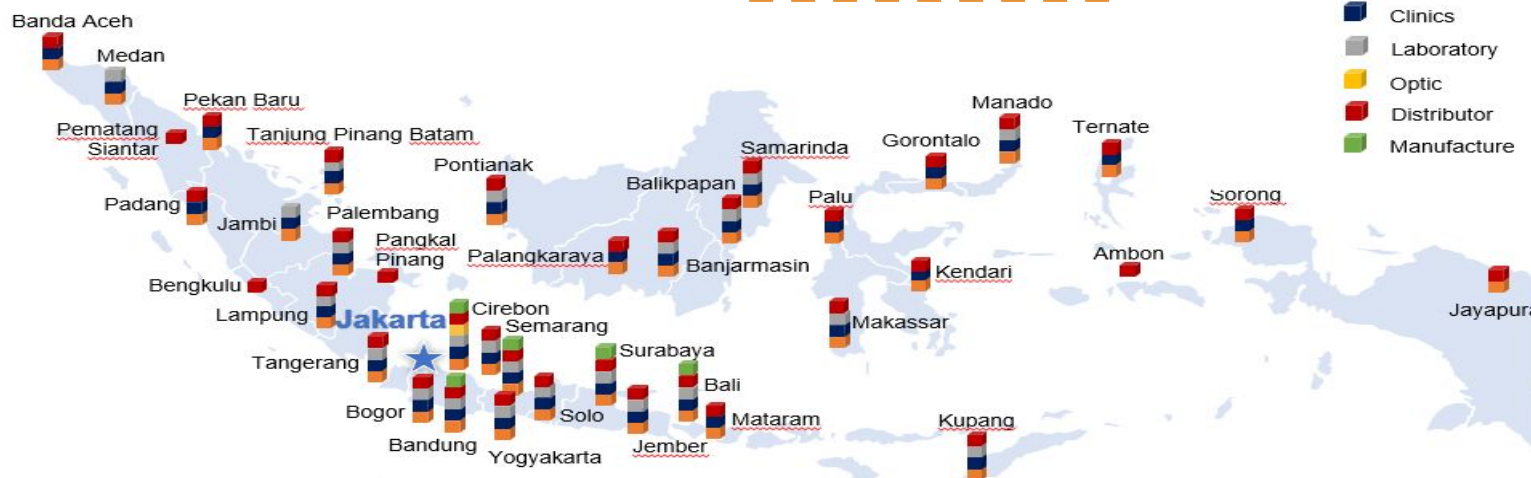 Banda Aceh
Medan
Pekan Baru
Pematang
Siantar
Tanjung Pinang Batam
Pontianak
Padang
Jambi
Palembang
Pangkal
Pinang
Bengkulu
Lampung
Jakarta
Cirebon
Semarang
Tangerang
Bogor
Bandung
Yogyakarta
Solo
Surabaya
Jember
Bali
Mataram
Kupang
Palangkaraya
Banjarmasin
Balikpapan
Samarinda
Palu
Gorontalo
Manado
Ternate
Kendari
Makassar
Ambon
Sorong
Jayapura
Clinics
Laboratory
Optic
Distributor
Manufacture